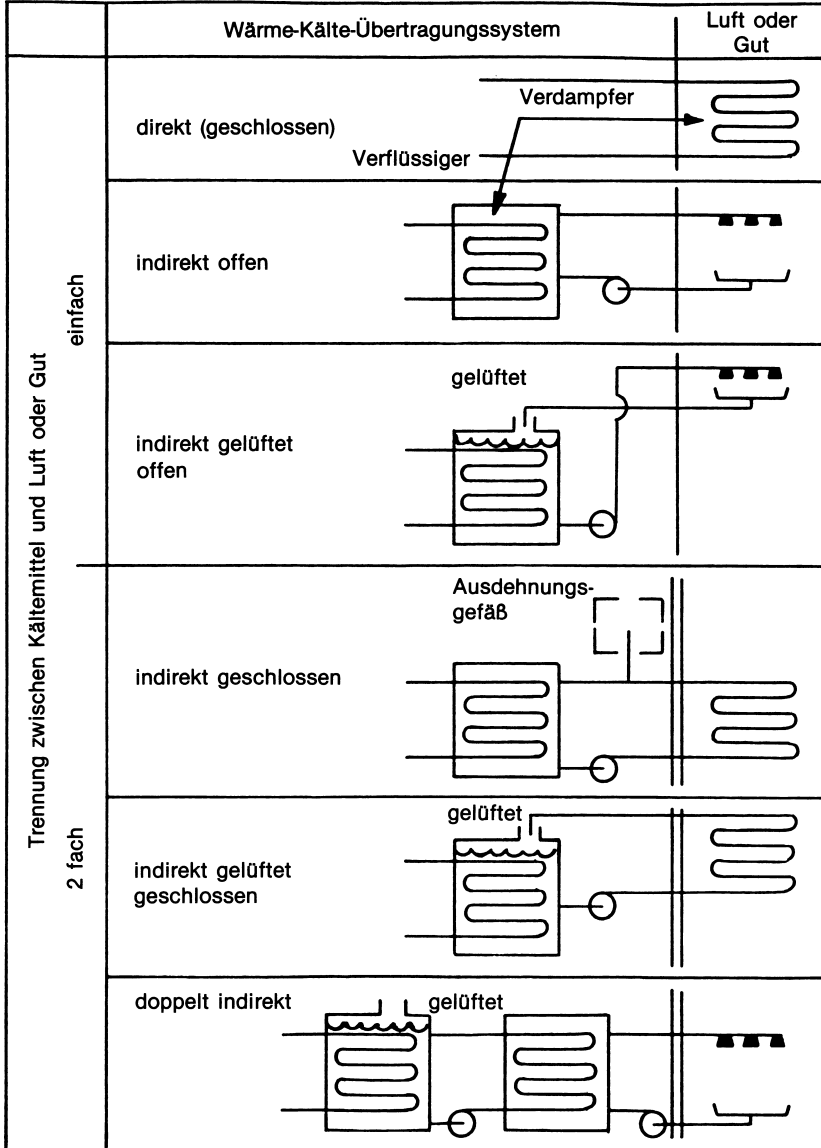 Wärme-Kälte-Übertragungssystem
Luft oder
Gut
Trennung zwischen Kältemittel und Luft oder Gut
einfach
direkt (geschlossen)
Verdampfer
Verflüssiger
indirekt offen
indirekt gelüftet
offen
gelüftet
2 fach
indirekt geschlossen
Ausdehnungs-
gefäß
indirekt gelüftet
geschlossen
gelüftet
doppelt indirekt
gelüftet